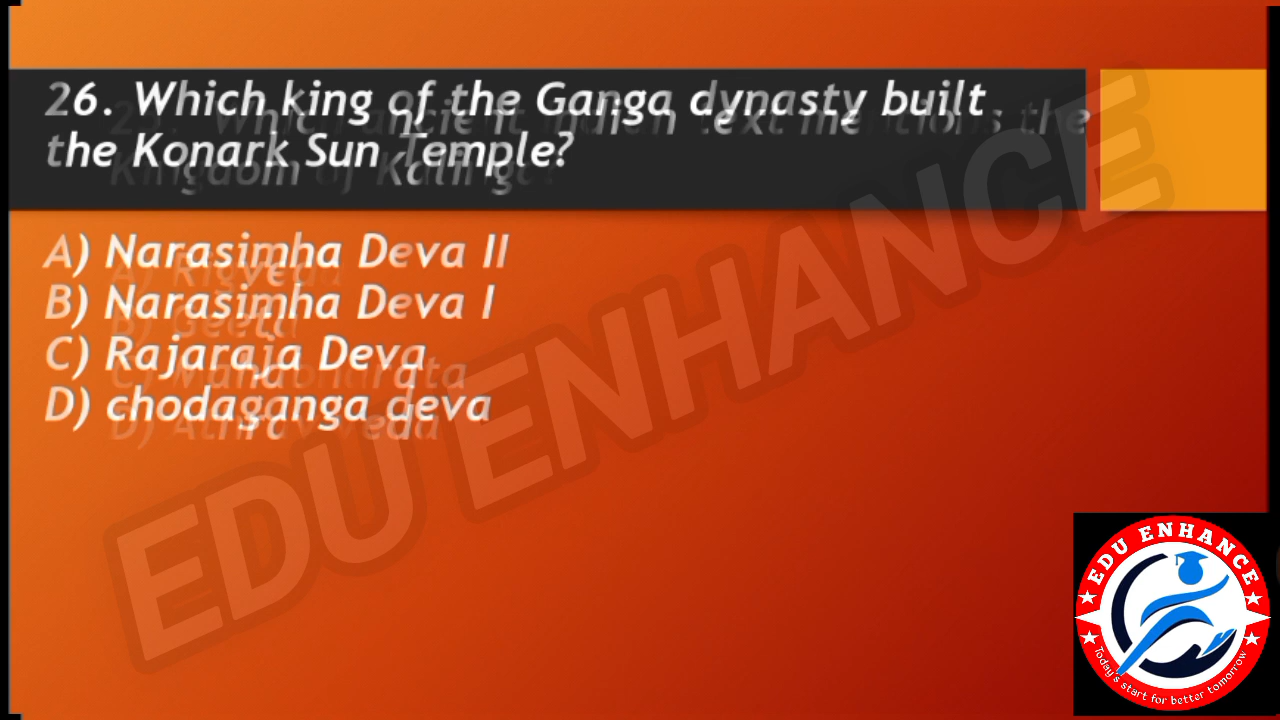 26. Which king of the Ganga dynasty built
the Konark Sun Temple?
A) Narasimha Deva II
B) Narasimha Deva I
C) Rajaraja Deva
D) chodaganga deva
EDU ENHANCE
EDU ENHANCE
Today's start for better tomorrow